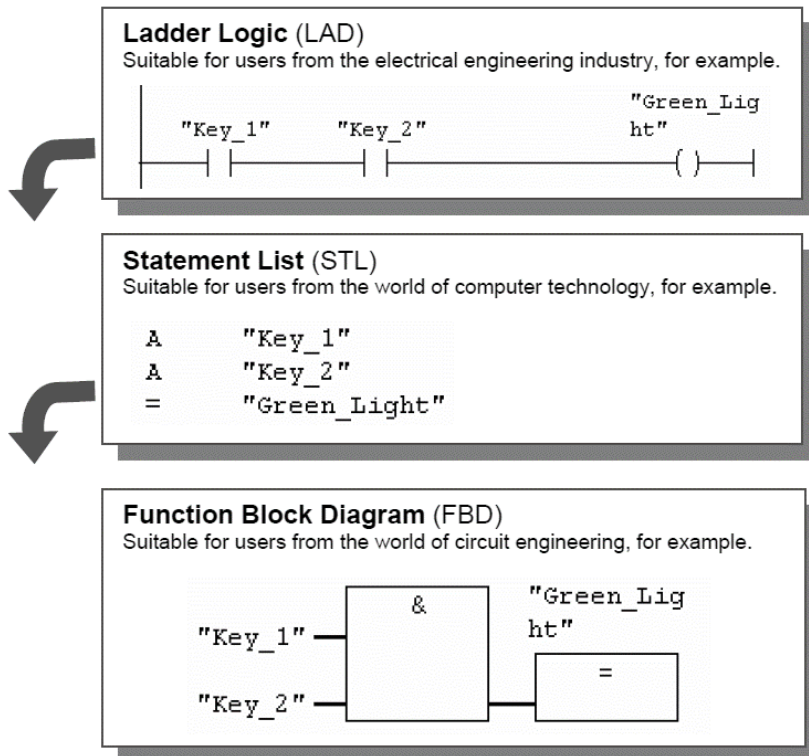 Ladder Logic (LAD)
Suitable for users from the electrical engineering industry, for example.
"Key_1" "Key_2" "Green_Lig
ht"
( )
Statement List (STL)
Suitable for users from the world of computer technology, for example.
A "Key_1"
A "Key_2"
= "Green_Light"
Function Block Diagram (FBD)
Suitable for users from the world of circuit engineering, for example.
& "Green_Lig
"Key_1" ht"
=
"Key_2"